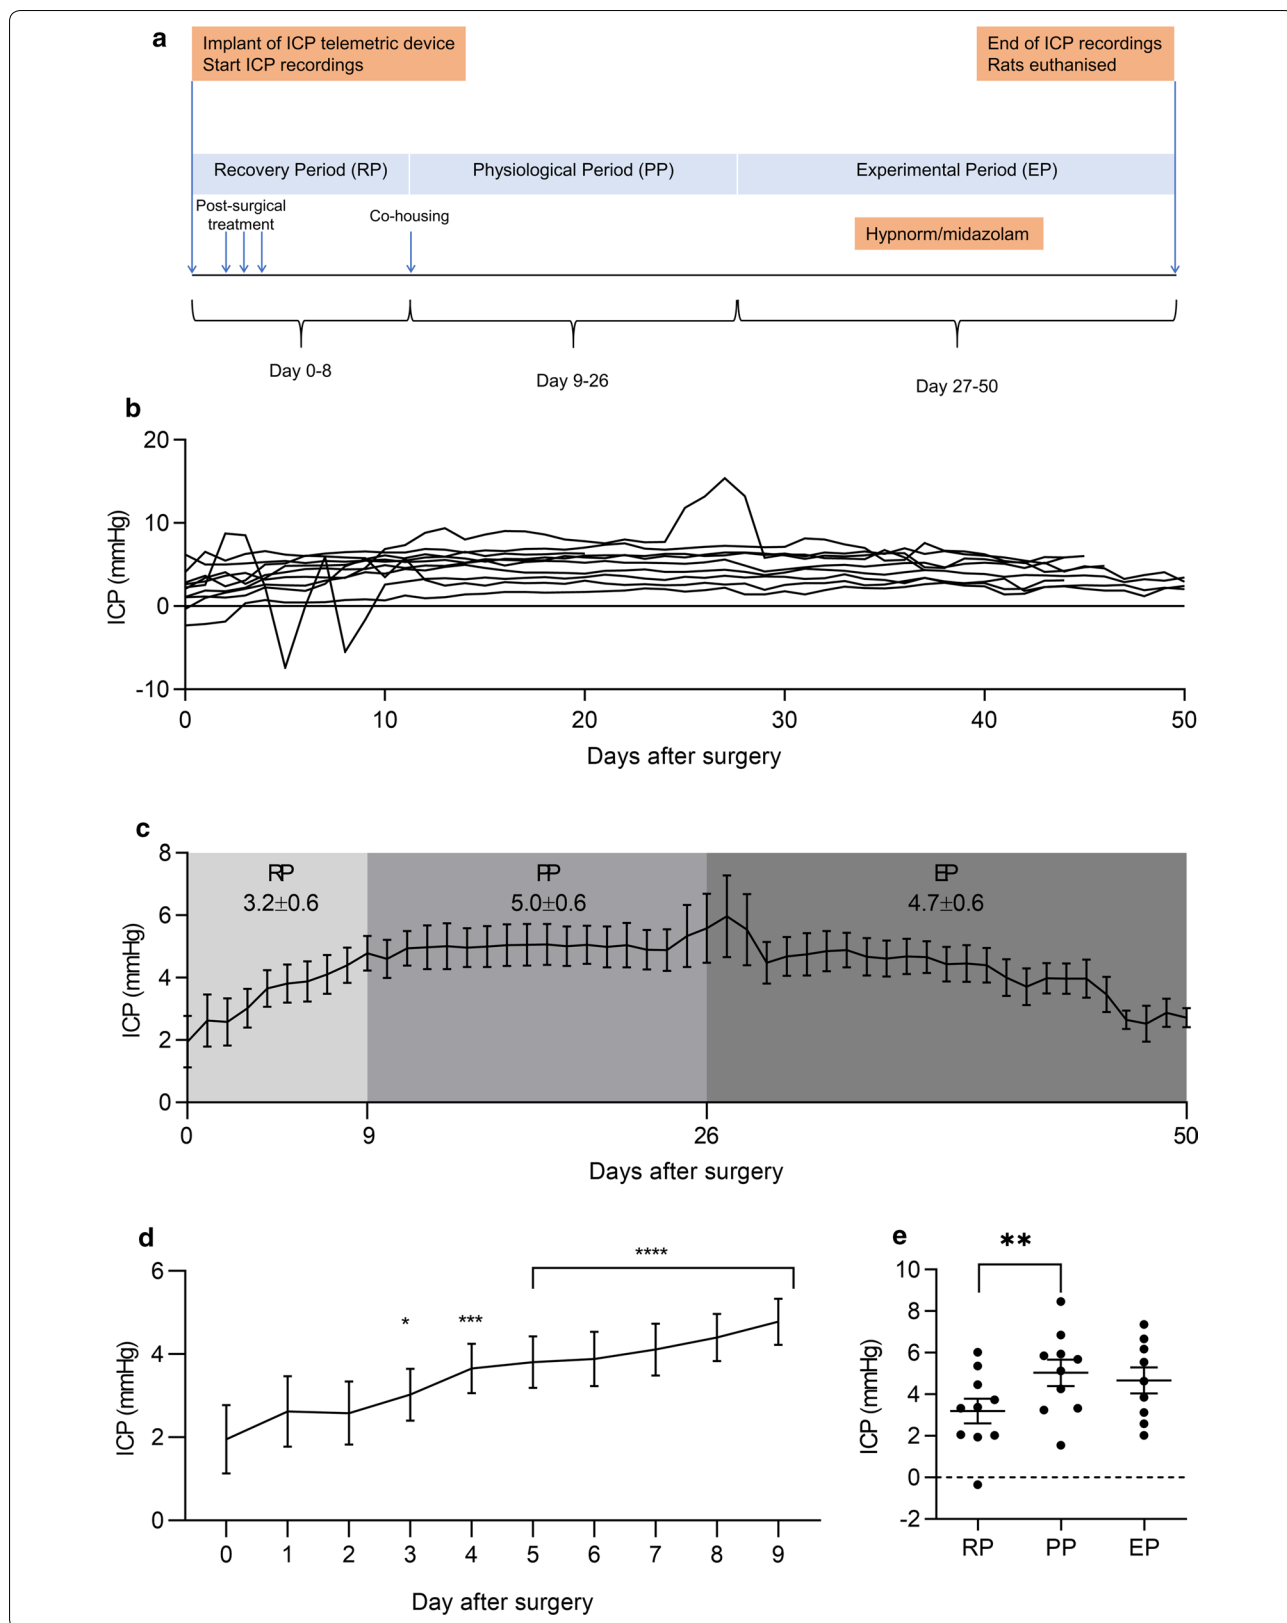 a
Implant of ICP telemetric device
Start ICP recordings
End of ICP recordings
Rats euthanised
Recovery Period (RP)
Physiological Period (PP)
Experimental Period (EP)
Post-surgical
treatment
Co-housing
Hypnorm/midazolam
Day 0-8
Day 9-26
Day 27-50
b
20
10
0
-10
ICP (mmHg)
0 10 20 30 40 50
Days after surgery
c
8
6
4
2
0
ICP (mmHg)
RP
3.2±0.6
PP
5.0±0.6
EP
4.7±0.6
0 9 26 50
Days after surgery
d
6
4
2
0
ICP (mmHg)
*
***
****
0 1 2 3 4 5 6 7 8 9
Day after surgery
e
**
10
8
6
4
2
0
-2
ICP (mmHg)
RP PP EP